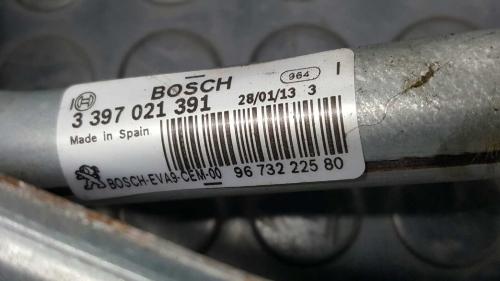 BOSCH
964
I
3 397 021 391
28/01/13 3
Made in Spain
BOSCH-EVA9-CEM-00
96 732 225 80